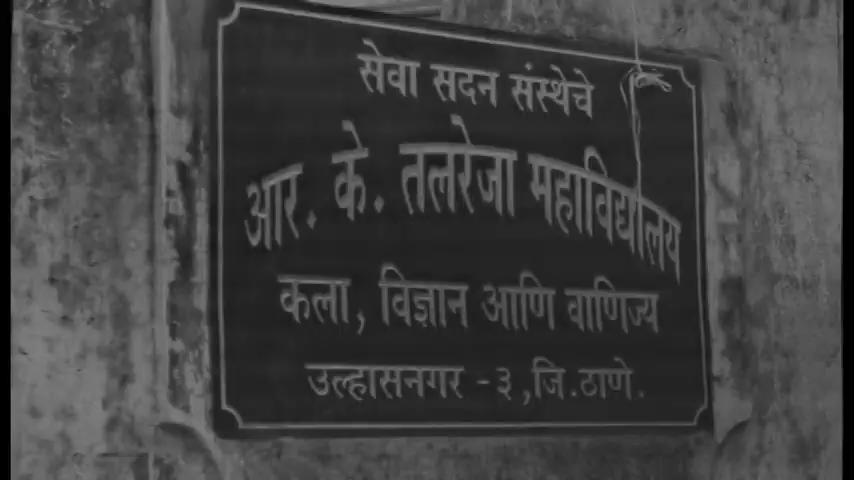 सेवा सदन संस्थेचे
आर. के. तलरेजा महाविद्यालय
कला, विज्ञान आणि वाणिज्य
उल्हासनगर - ३, जि. ठाणे.